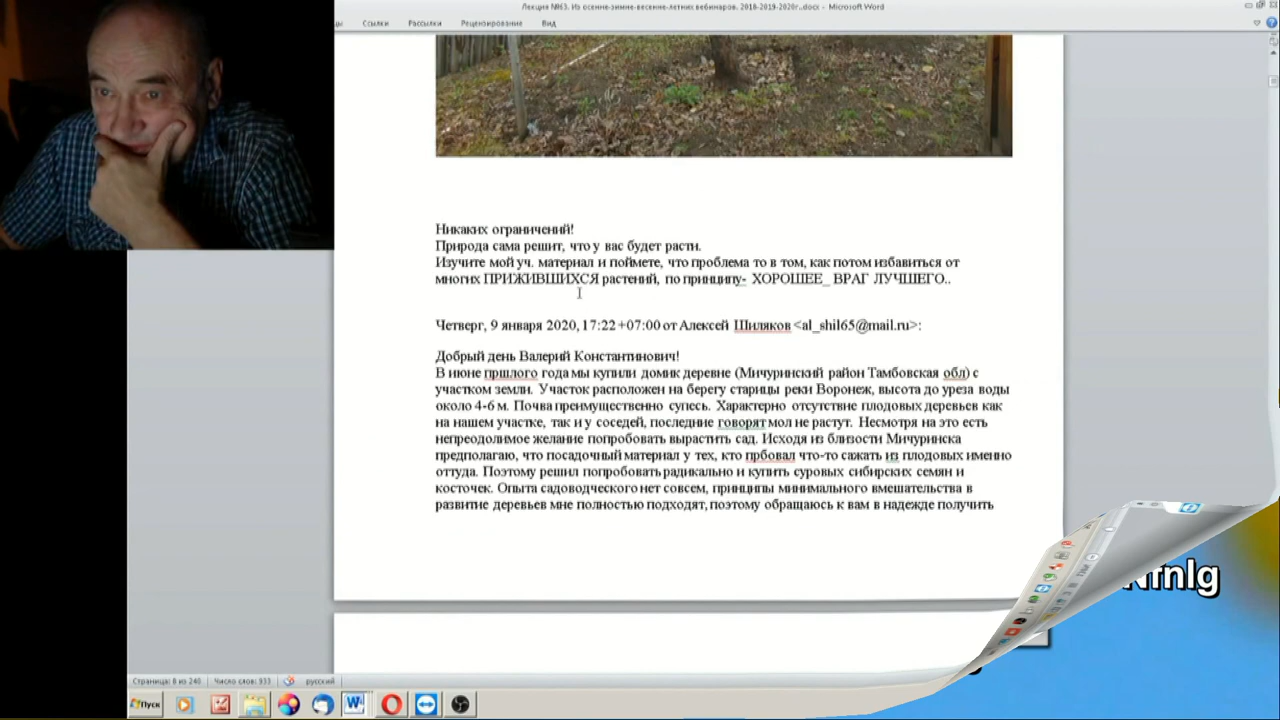 Лекция №63. Из осенне-зимне-весенне-летних вебинаров. 2018-2019-2020г..docx - Microsoft Word
Ссылки Рассылки Рецензирование Вид
Никаких ограничений!
Природа сама решит, что у вас будет расти.
Изучите мой уч. материал и поймете, что проблема то в том, как потом избавиться от
многих ПРИЖИВШИХСЯ растений, по принципу- ХОРОШЕЕ_ ВРАГ ЛУЧШЕГО..
Четверг, 9 января 2020, 17:22 +07:00 от Алексей Шиляков <al_shil65@mail.ru>:
Добрый день Валерий Константинович!
В июне пршлого года мы купили домик деревне (Мичуринский район Тамбовская обл) с
участком земли. Участок расположен на берегу старицы реки Воронеж, высота до уреза воды
около 4-6 м. Почва преимущественно супесь. Характерно отсутствие плодовых деревьев как
на нашем участке, так и у соседей, последние говорят мол не растут. Несмотря на это есть
непреодолимое желание попробовать вырастить сад. Исходя из близости Мичуринска
предполагаю, что посадочный материал у тех, кто прбовал что-то сажать из плодовых именно
оттуда. Поэтому решил попробовать радикально и купить суровых сибирских семян и
косточек. Опыта садоводческого нет совсем, принципы минимального вмешательства в
развитие деревьев мне полностью подходят, поэтому обращаюсь к вам в надежде получить
Страница: 8 из 240 Число слов: 933 русский
Пуск